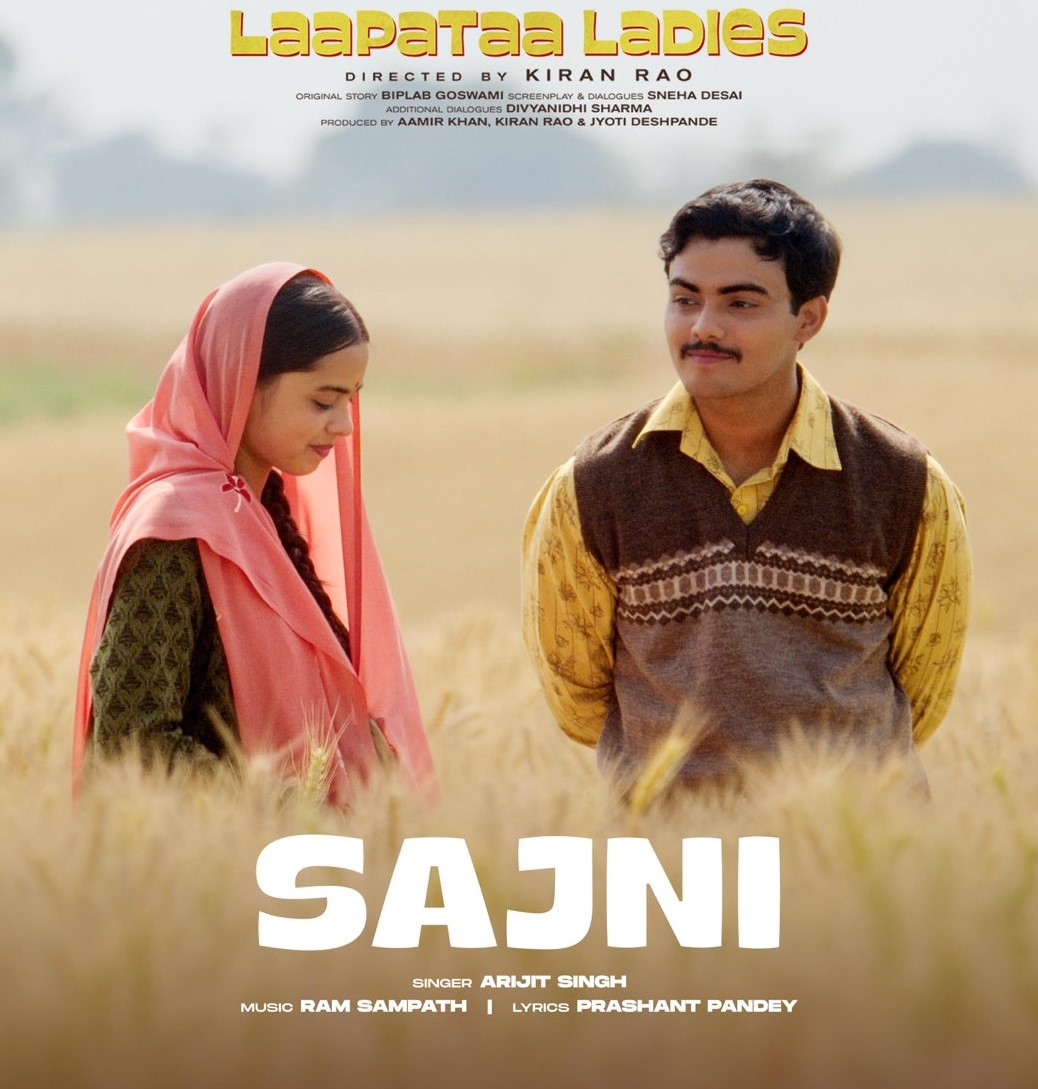 LaaPaTaa LaDIes
DIRECTED BY KIRAN RAO
ORIGINAL STORY BIPLAB GOSWAMI SCREENPLAY & DIALOGUES SNEHA DESAI
ADDITIONAL DIALOGUES DIVYANIDHI SHARMA
PRODUCED BY AAMIR KHAN, KIRAN RAO & JYOTI DESHPANDE
SAJNI
SINGER ARIJIT SINGH
MUSIC RAM SAMPATH | LYRICS PRASHANT PANDEY